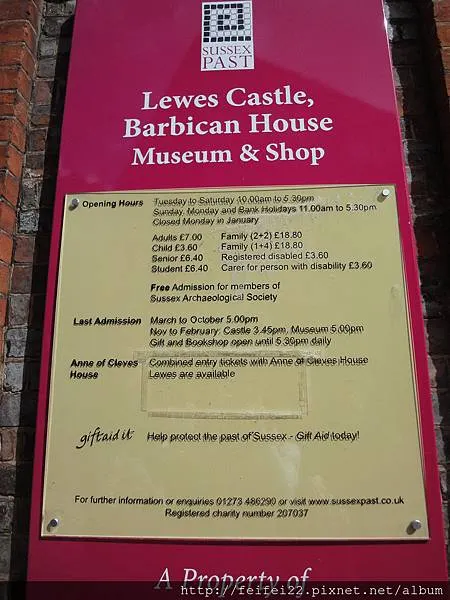 SUSSEX
PAST
Lewes Castle,
Barbican House
Museum & Shop
Opening Hours Tuesday to Saturday 10.00am to 5.30pm
Sunday, Monday and Bank Holidays 11.00am to 5.30pm
Closed Monday in January
Adults £7.00 Family (2+2) £18.80
Child £3.60 Family (1+4) £18.80
Senior £6.40 Registered disabled £3.60
Student £6.40 Carer for person with disability £3.60
Free Admission for members of
Sussex Archaeological Society
Last Admission March to October 5.00pm
Nov to February: Castle 3.45pm, Museum 5.00pm
Gift and Bookshop open until 5.30pm daily
Anne of Cleves Combined entry tickets with Anne of Cleves House
House Lewes are available
giftaid it Help protect the past of Sussex - Gift Aid today!
For further information or enquiries 01273 486290 or visit www.sussexpast.co.uk
Registered charity number 207037
A Property of
http://feifei22.pixnet.net/album